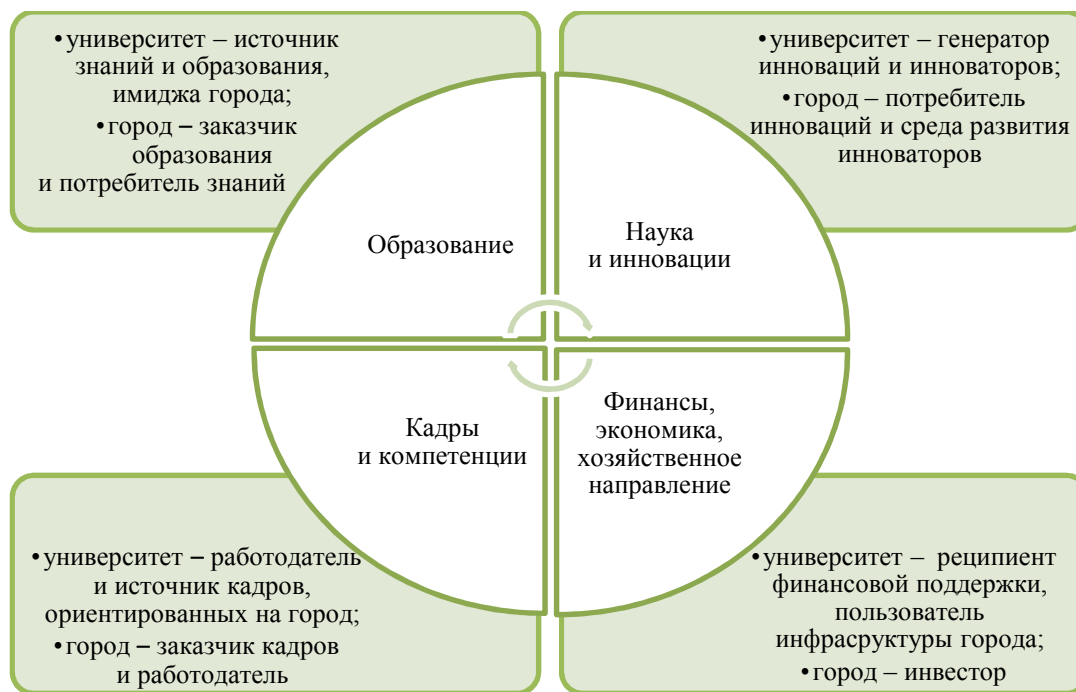 •университет – источник
знаний и образования,
имиджа города;
•город – заказчик
образования
и потребитель знаний
•университет – генератор
инноваций и инноваторов;
•город – потребитель
инноваций и среда развития
инноваторов
Образование
Наука
и инновации
Кадры
и компетенции
Финансы,
экономика,
хозяйственное
направление
•университет – работодатель
и источник кадров,
ориентированных на город;
•город – заказчик кадров
и работодатель
•университет – реципиент
финансовой поддержки,
пользователь
инфрасруктуры города;
•город – инвестор